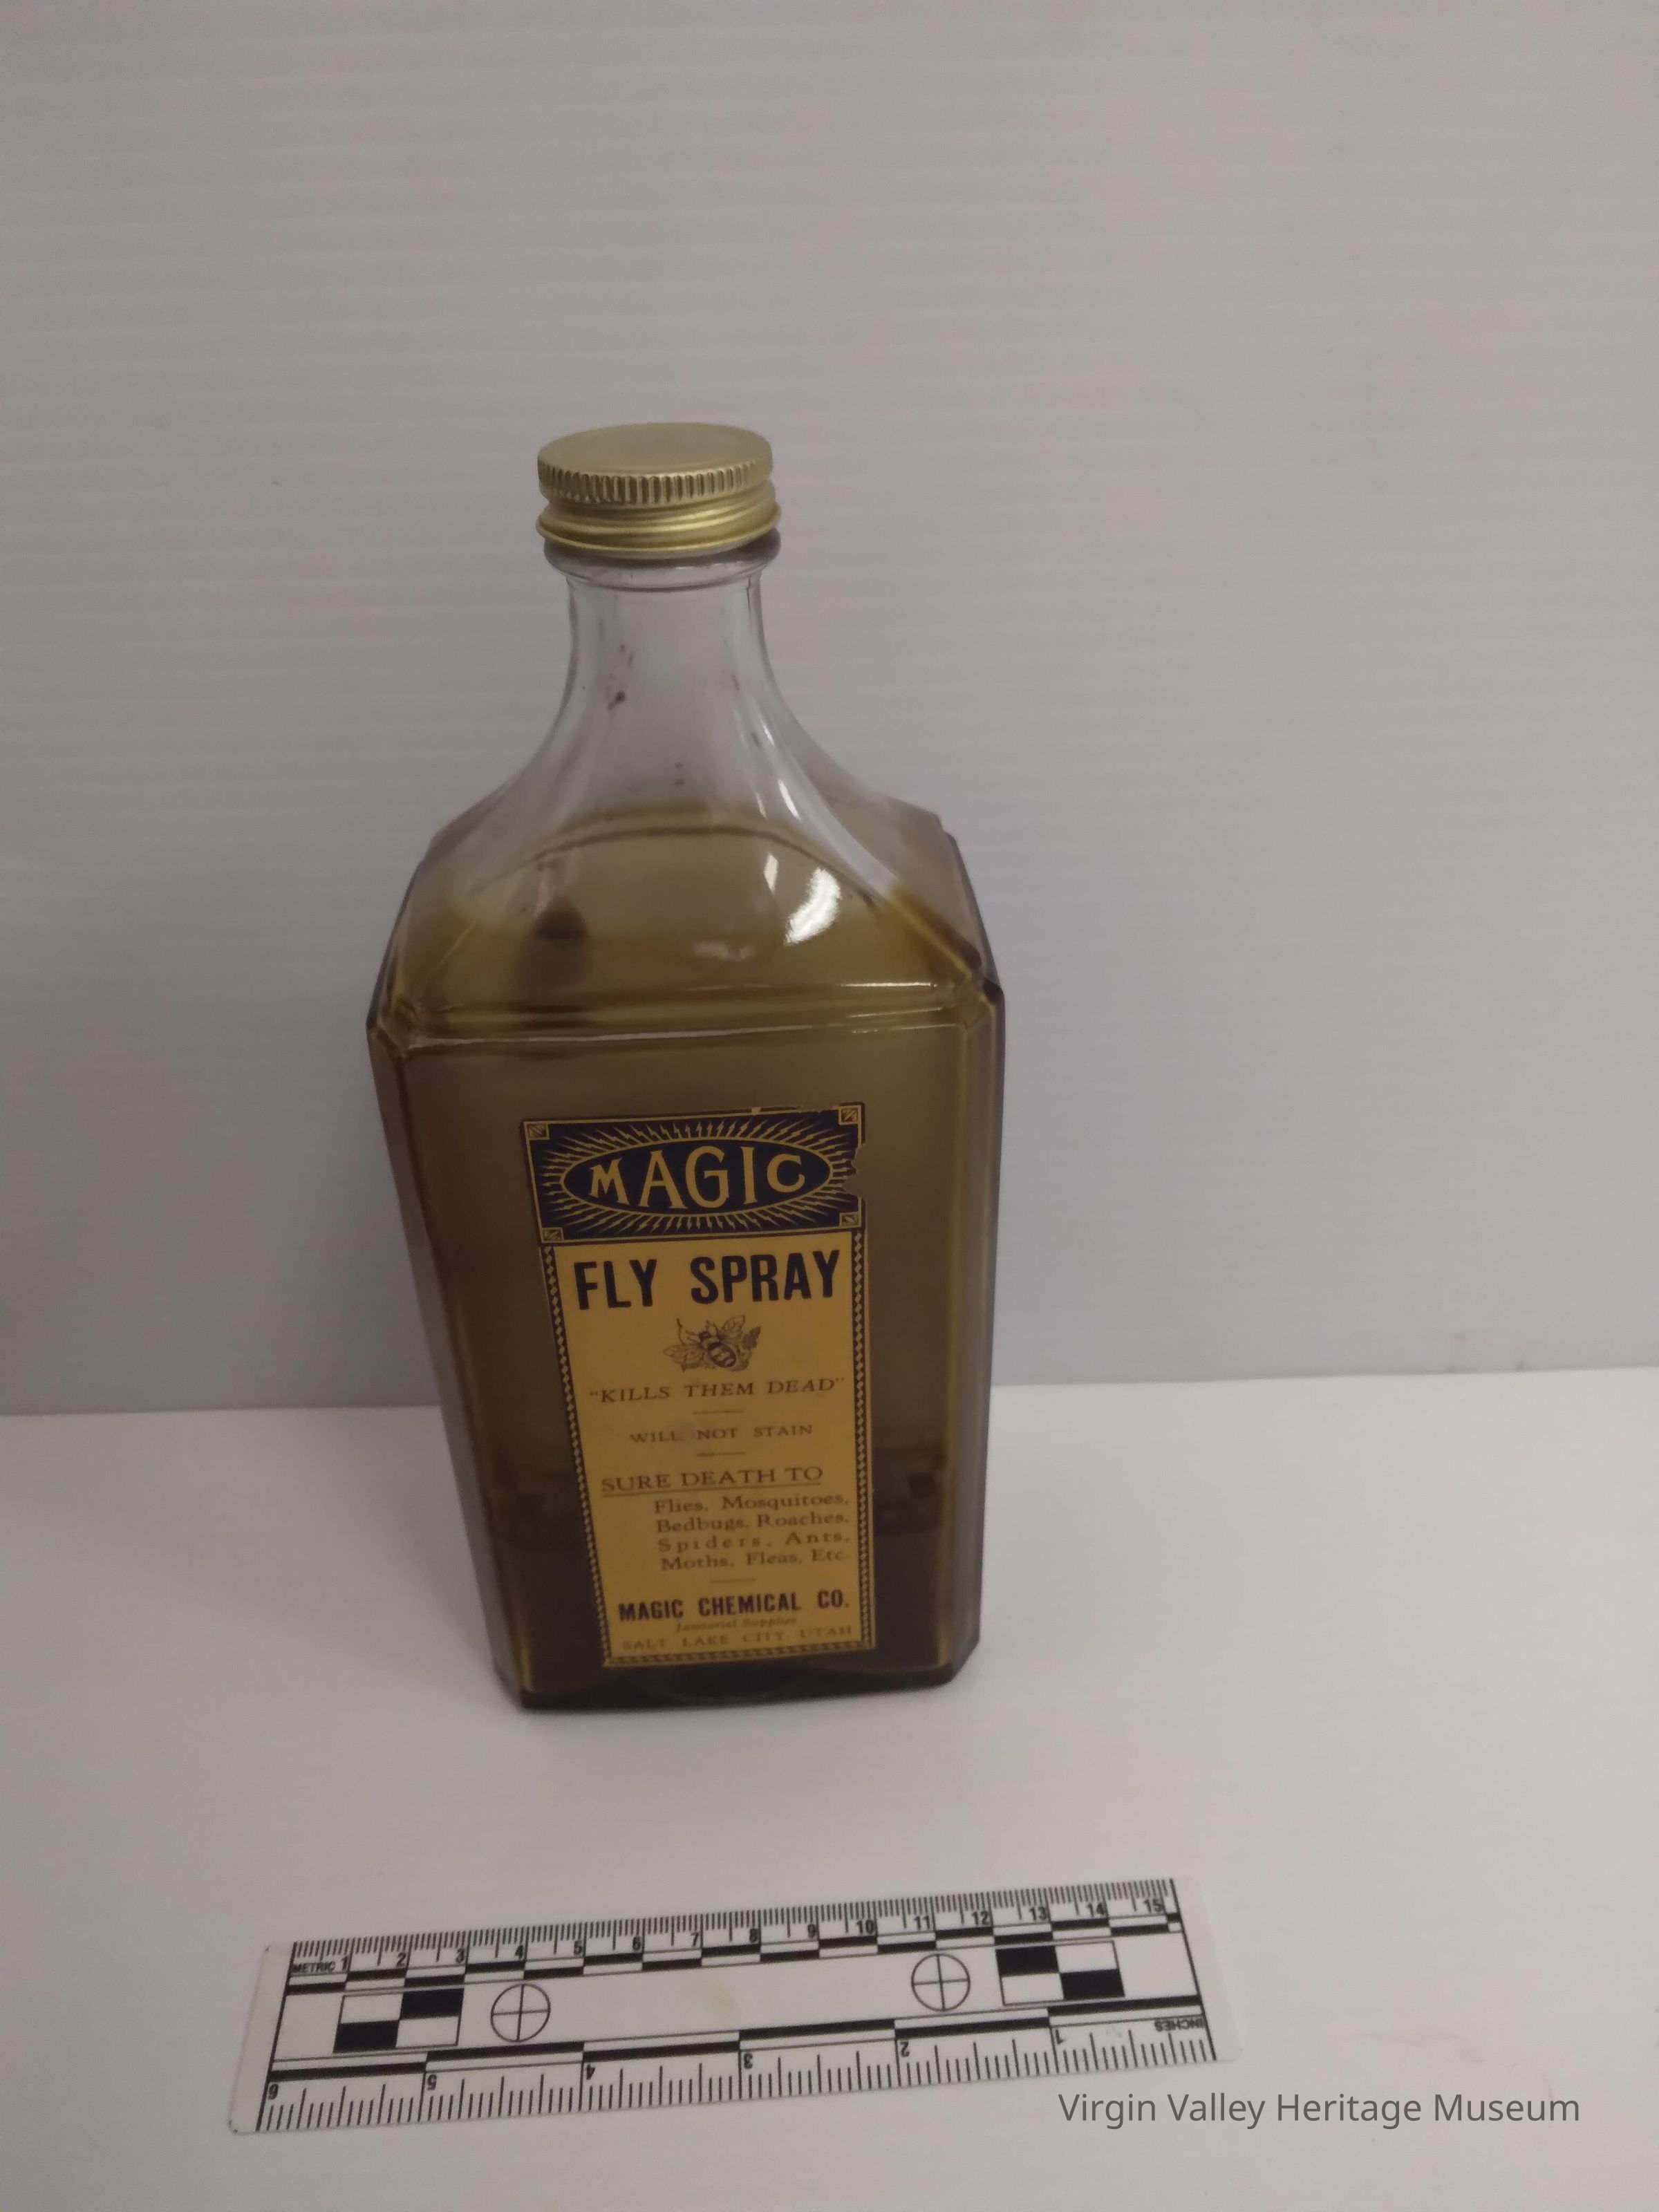 MAGIC
FLY SPRAY
"KILLS THEM DEAD"
WILL NOT STAIN
SURE DEATH TO
Flies, Mosquitoes,
Bedbugs, Roaches,
Spiders, Ants,
Moths, Fleas, Etc.
MAGIC CHEMICAL CO.
Janitorial Supplies
SALT LAKE CITY, UTAH
METRIC 1 2 3 4 5 6 7 8 9 10 11 12 13 14 15
INCHES 1 2 3 4 5 6
Virgin Valley Heritage Museum